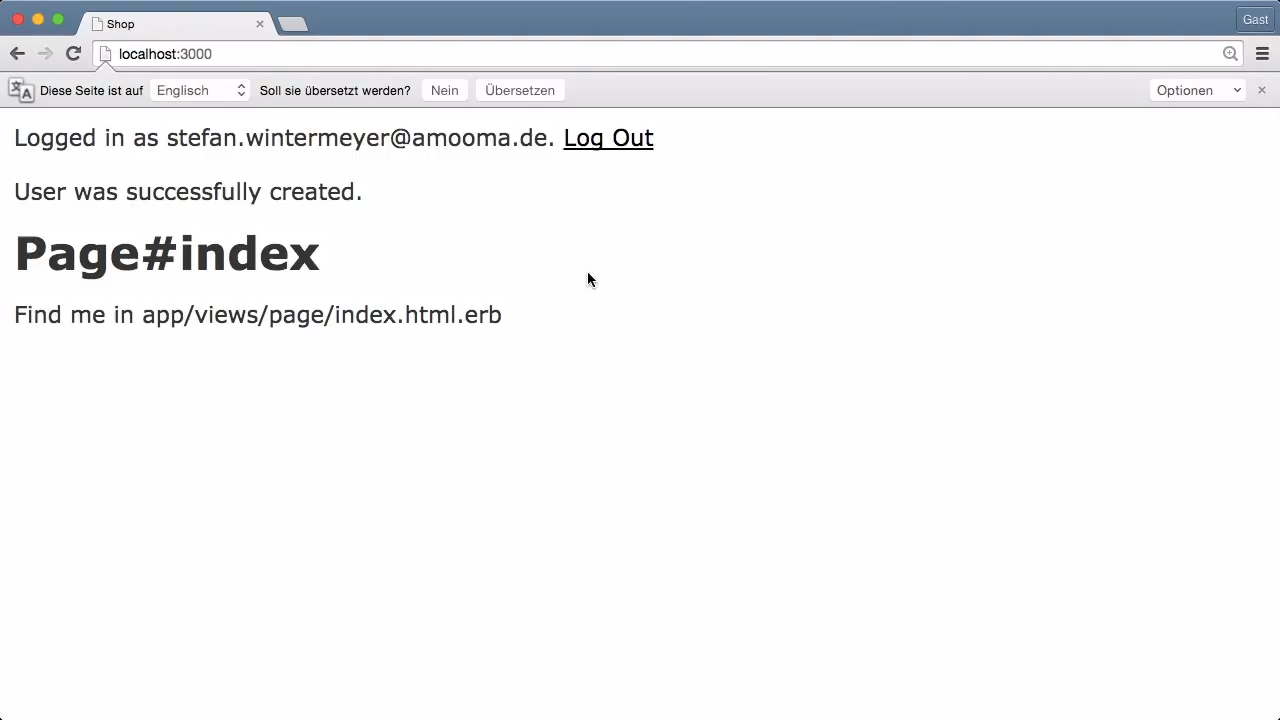 Shop
Gast
localhost:3000
Diese Seite ist auf Englisch Soll sie übersetzt werden? Nein Übersetzen Optionen
Logged in as stefan.wintermeyer@amooma.de. Log Out
User was successfully created.
Page#index
Find me in app/views/page/index.html.erb